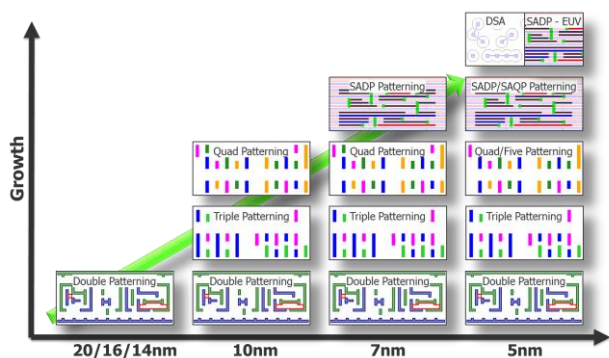 DSA
SADP - EUV
SADP Patterning
SADP/SAQP Patterning
Growth
Quad Patterning
Quad Patterning
Quad/Five Patterning
Triple Patterning
Triple Patterning
Triple Patterning
Double Patterning
Double Patterning
Double Patterning
Double Patterning
20/16/14nm
10nm
7nm
5nm